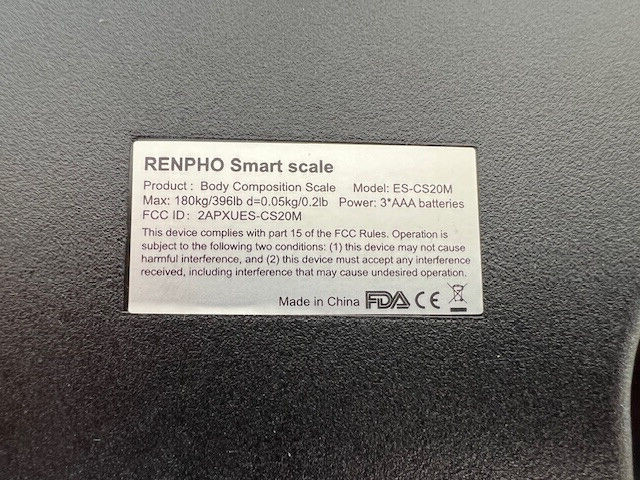 RENPHO Smart scale
Product : Body Composition Scale Model: ES-CS20M
Max: 180kg/396lb d=0.05kg/0.2lb Power: 3*AAA batteries
FCC ID : 2APXUES-CS20M
This device complies with part 15 of the FCC Rules. Operation is
subject to the following two conditions: (1) this device may not cause
harmful interference, and (2) this device must accept any interference
received, including interference that may cause undesired operation.
Made in China FDA CE